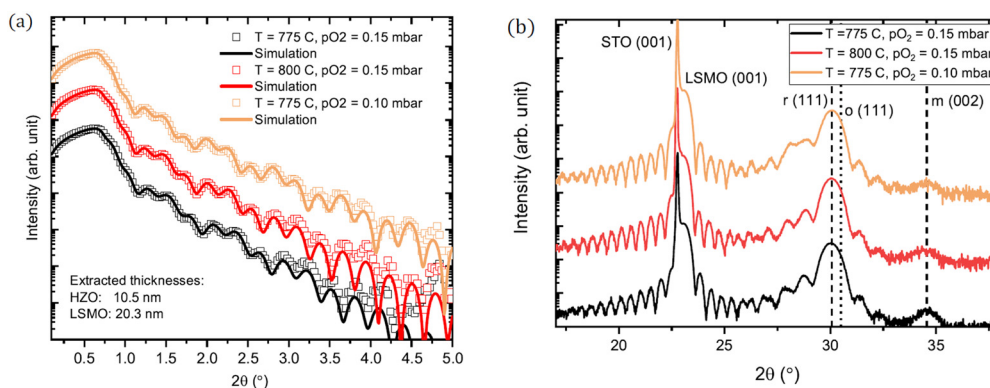 (a)
T = 775 C, pO2 = 0.15 mbar
Simulation
T = 800 C, pO2 = 0.15 mbar
Simulation
T = 775 C, pO2 = 0.10 mbar
Simulation
Intensity (arb. unit)
Extracted thicknesses:
HZO: 10.5 nm
LSMO: 20.3 nm
0.5 1.0 1.5 2.0 2.5 3.0 3.5 4.0 4.5 5.0
2θ (°)
(b)
T =775 C, pO₂ = 0.15 mbar
T = 800 C, pO₂ = 0.15 mbar
T = 775 C, pO₂ = 0.10 mbar
STO (001)
LSMO (001)
r (111)
o (111)
m (002)
Intensity (arb. unit)
20 25 30 35
2θ (°)